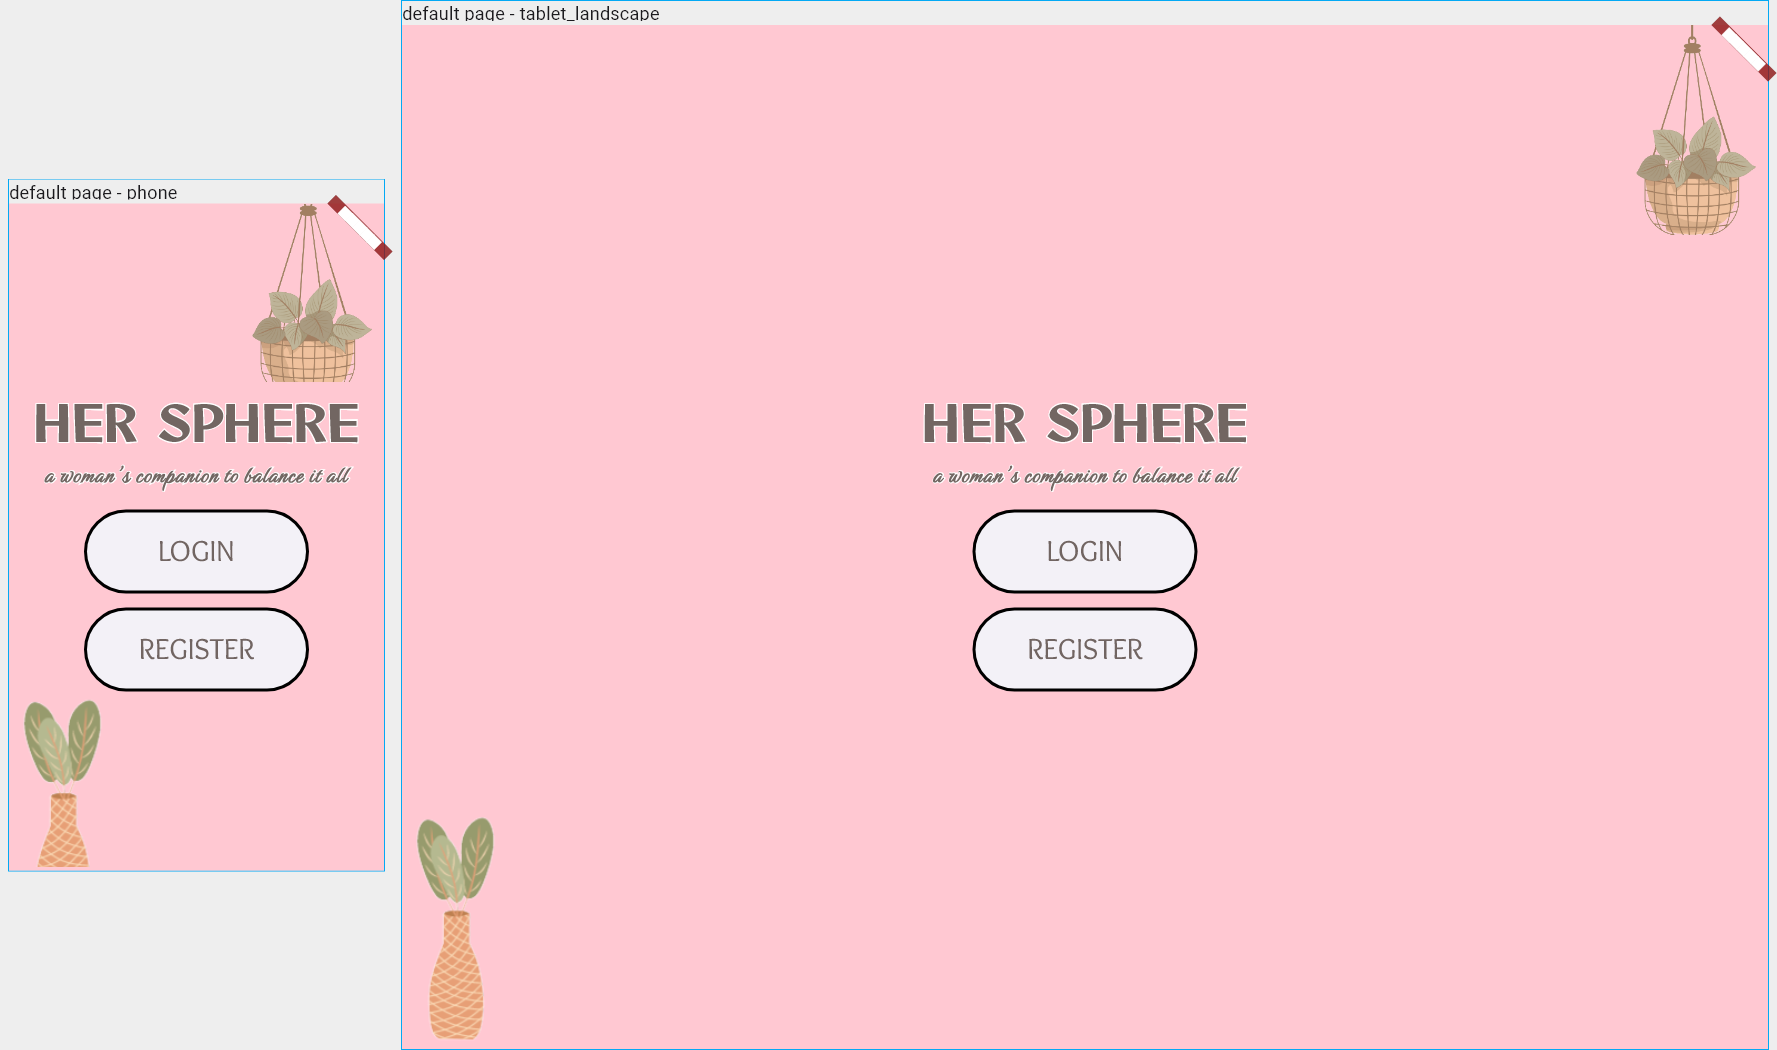 default page - tablet_landscape
default page - phone
HER SPHERE
a woman's companion to balance it all
LOGIN
REGISTER
HER SPHERE
a woman's companion to balance it all
LOGIN
REGISTER